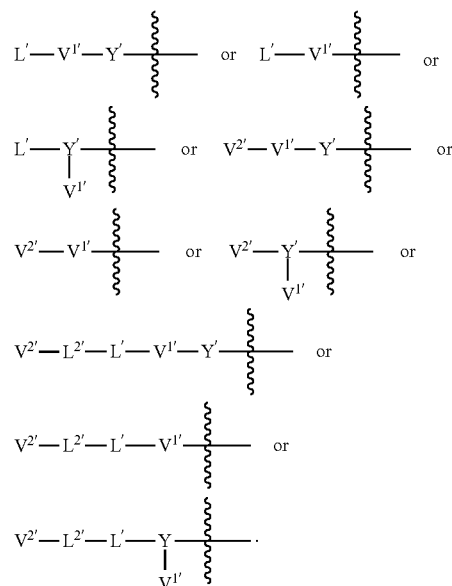 L′—V¹′—Y′— or L′—V¹′— or
L′—Y′— or V²′—V¹′—Y′— or
V¹′
V²′—V¹′— or V²′—Y′— or
V¹′
V²′—L²′—L′—V¹′—Y′— or
V²′—L²′—L′—V¹′— or
V²′—L²′—L′—Y—.
V¹′